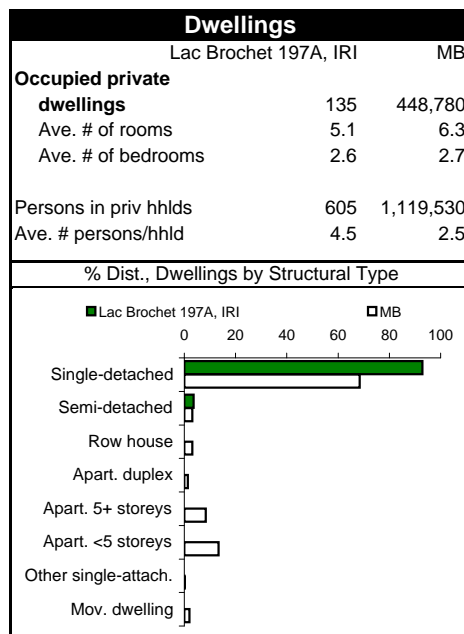 Dwellings
Lac Brochet 197A, IRI MB
Occupied private
dwellings 135 448,780
Ave. # of rooms 5.1 6.3
Ave. # of bedrooms 2.6 2.7
Persons in priv hhlds 605 1,119,530
Ave. # persons/hhld 4.5 2.5
% Dist., Dwellings by Structural Type
Lac Brochet 197A, IRI MB
0 20 40 60 80 100
Single-detached
Semi-detached
Row house
Apart. duplex
Apart. 5+ storeys
Apart. <5 storeys
Other single-attach.
Mov. dwelling